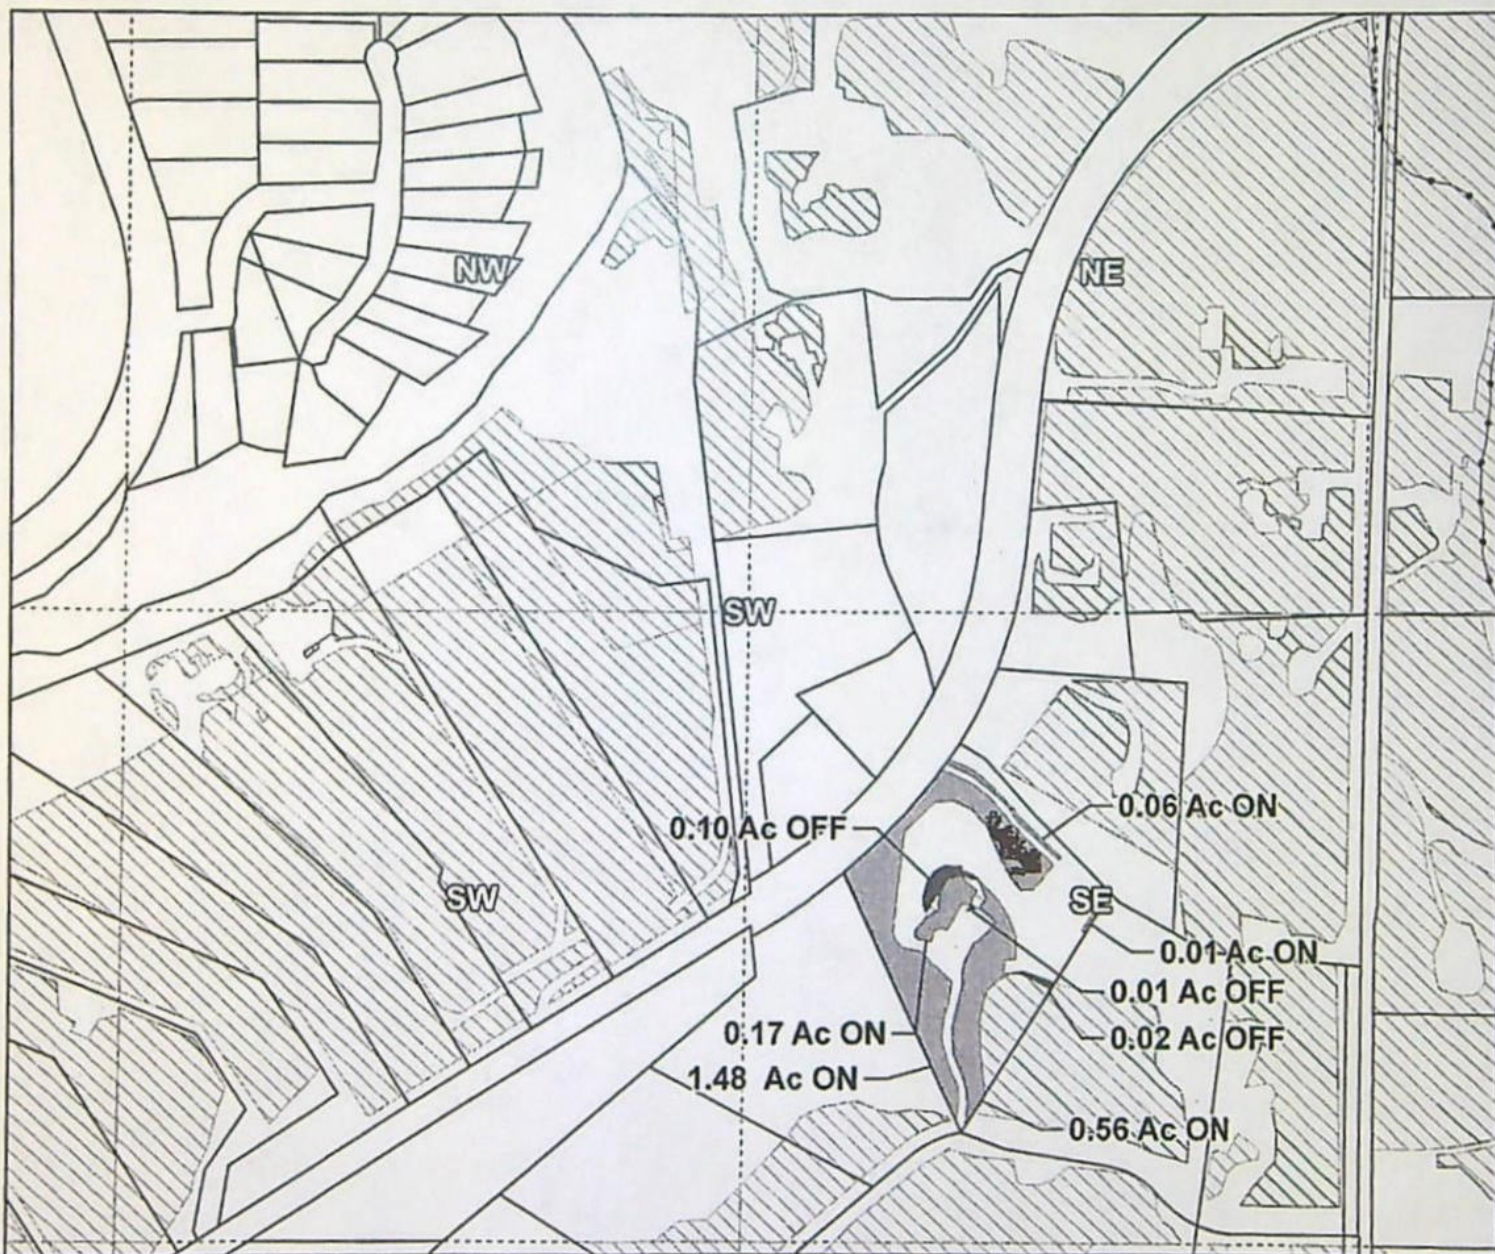 NW
NE
SW
0.06 Ac ON
0.10 Ac OFF
SW
SE
0.01 Ac ON
0.01 Ac OFF
0.17 Ac ON
0.02 Ac OFF
1.48 Ac ON
0.56 Ac ON